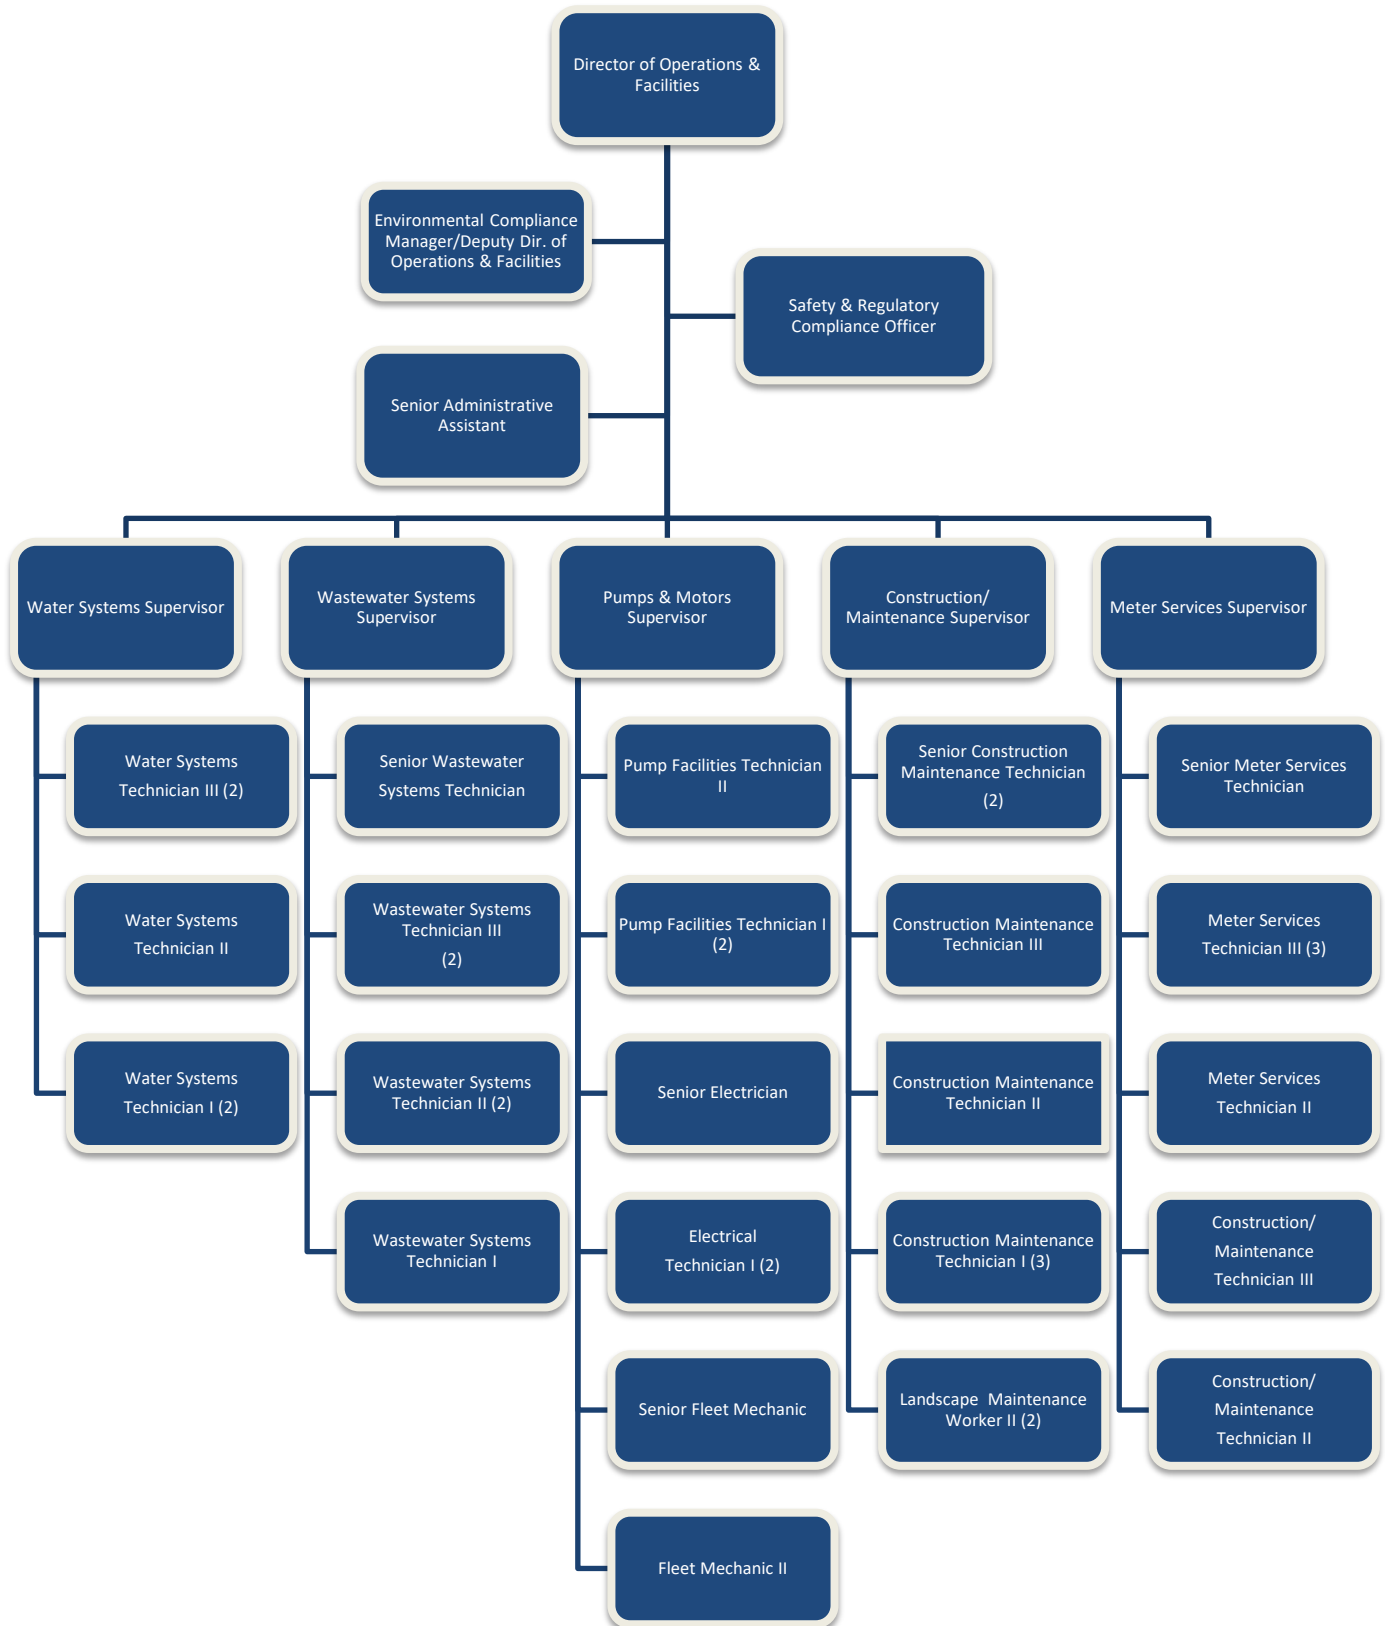 Director of Operations &
Facilities
Environmental Compliance
Manager/Deputy Dir. of
Operations & Facilities
Safety & Regulatory
Compliance Officer
Senior Administrative
Assistant
Water Systems Supervisor
Wastewater Systems
Supervisor
Pumps & Motors
Supervisor
Construction/
Maintenance Supervisor
Meter Services Supervisor
Water Systems
Technician III (2)
Senior Wastewater
Systems Technician
Pump Facilities Technician
II
Senior Construction
Maintenance Technician
(2)
Senior Meter Services
Technician
Water Systems
Technician II
Wastewater Systems
Technician III
(2)
Pump Facilities Technician I
(2)
Construction Maintenance
Technician III
Meter Services
Technician III (3)
Water Systems
Technician I (2)
Wastewater Systems
Technician II (2)
Senior Electrician
Construction Maintenance
Technician II
Meter Services
Technician II
Wastewater Systems
Technician I
Electrical
Technician I (2)
Construction Maintenance
Technician I (3)
Construction/
Maintenance
Technician III
Senior Fleet Mechanic
Landscape  Maintenance
Worker II (2)
Construction/
Maintenance
Technician II
Fleet Mechanic II